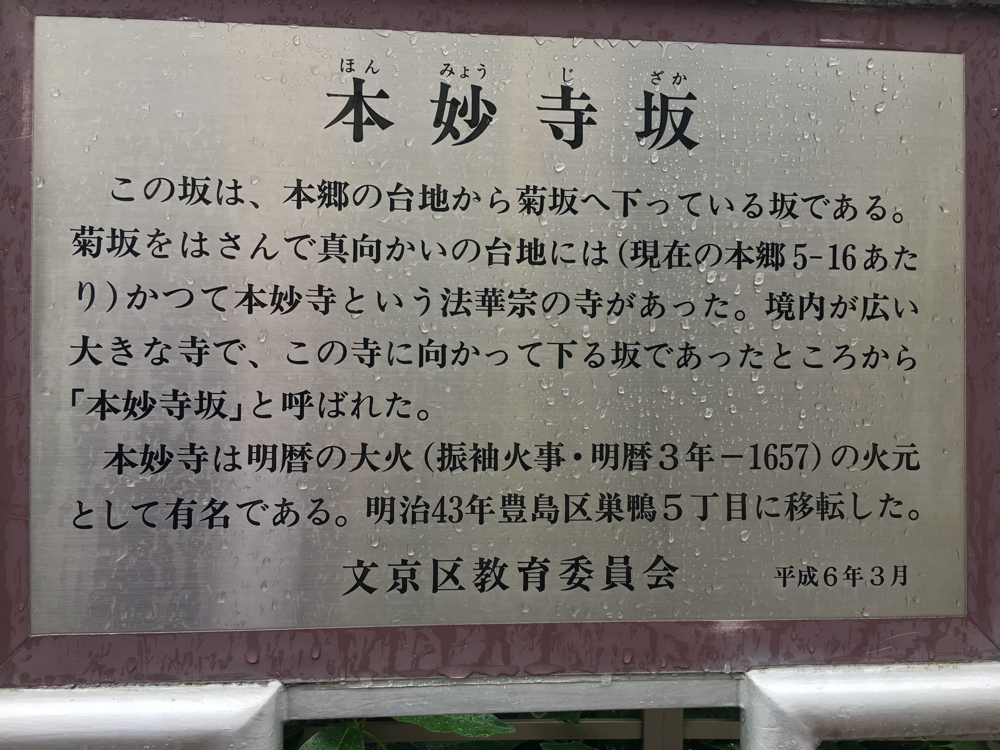 ほん みょう じ ざか
本妙寺坂
この坂は、本郷の台地から菊坂へ下っている坂である。
菊坂をはさんで真向かいの台地には(現在の本郷5-16あた
り)かつて本妙寺という法華宗の寺があった。境内が広い
大きな寺で、この寺に向かって下る坂であったところから
「本妙寺坂」と呼ばれた。
本妙寺は明暦の大火(振袖火事・明暦3年－1657)の火元
として有名である。明治43年豊島区巣鴨5丁目に移転した。
文京区教育委員会 平成6年3月